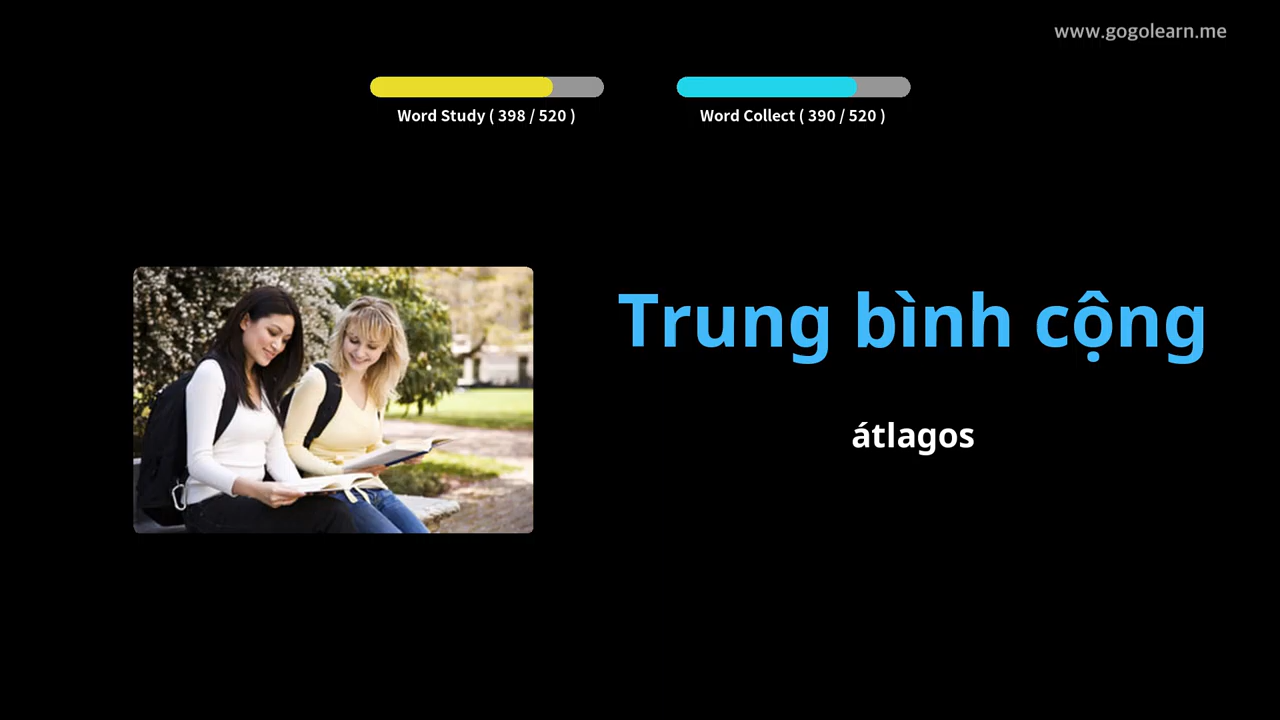 www.gogolearn.me
Word Study ( 398 / 520 )
Word Collect ( 390 / 520 )
Trung bình cộng
átlagos